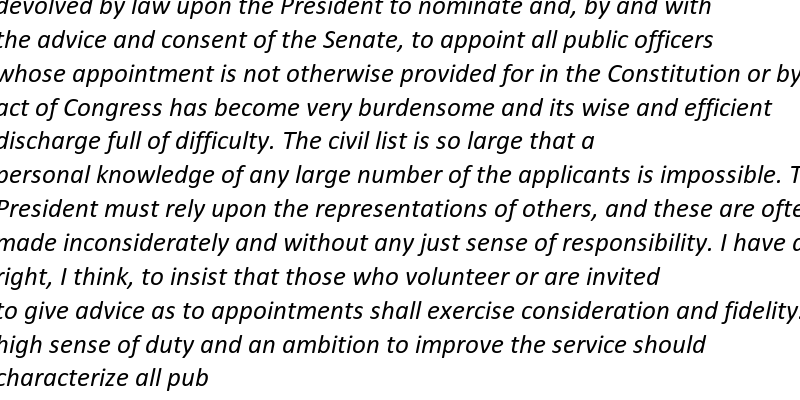 devolved by law upon the President to nominate and, by and with
the advice and consent of the Senate, to appoint all public officers
whose appointment is not otherwise provided for in the Constitution or by
act of Congress has become very burdensome and its wise and efficient
discharge full of difficulty. The civil list is so large that a
personal knowledge of any large number of the applicants is impossible. T
President must rely upon the representations of others, and these are ofte
made inconsiderately and without any just sense of responsibility. I have a
right, I think, to insist that those who volunteer or are invited
to give advice as to appointments shall exercise consideration and fidelity.
high sense of duty and an ambition to improve the service should
characterize all pub